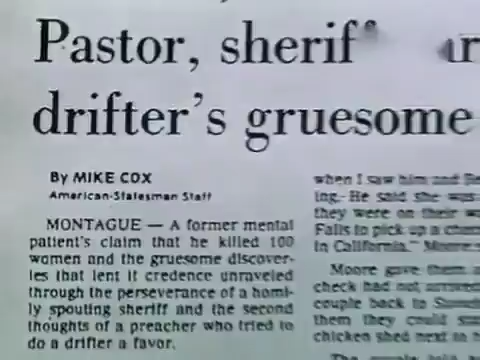 Pastor, sherif
drifter's gruesome
By MIKE COX
American-Statesman Staff
MONTAGUE — A former mental
patient's claim that he killed 100
women and the gruesome discover-
ies that lent it credence unraveled
through the perseverance of a homi-
ly spouting sheriff and the second
thoughts of a preacher who tried to
do a drifter a favor.
when I saw him and
ing. He said she was
they were on their
Falls to pick up a
in California."
Moore gave them
check had not arrived
couple back to
them they could
chicken shed next to